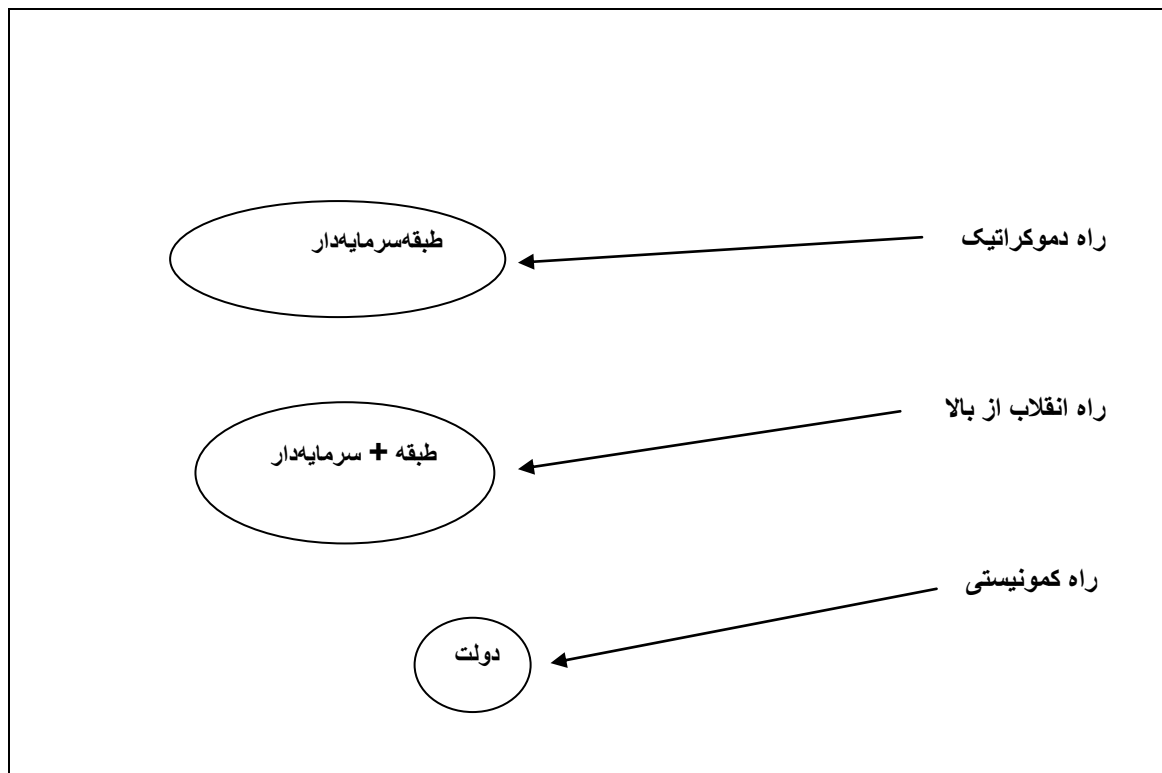 راه دموکراتیک
طبقه‌سرمایه‌دار
راه انقلاب از بالا
طبقه + سرمایه‌دار
راه کمونیستی
دولت